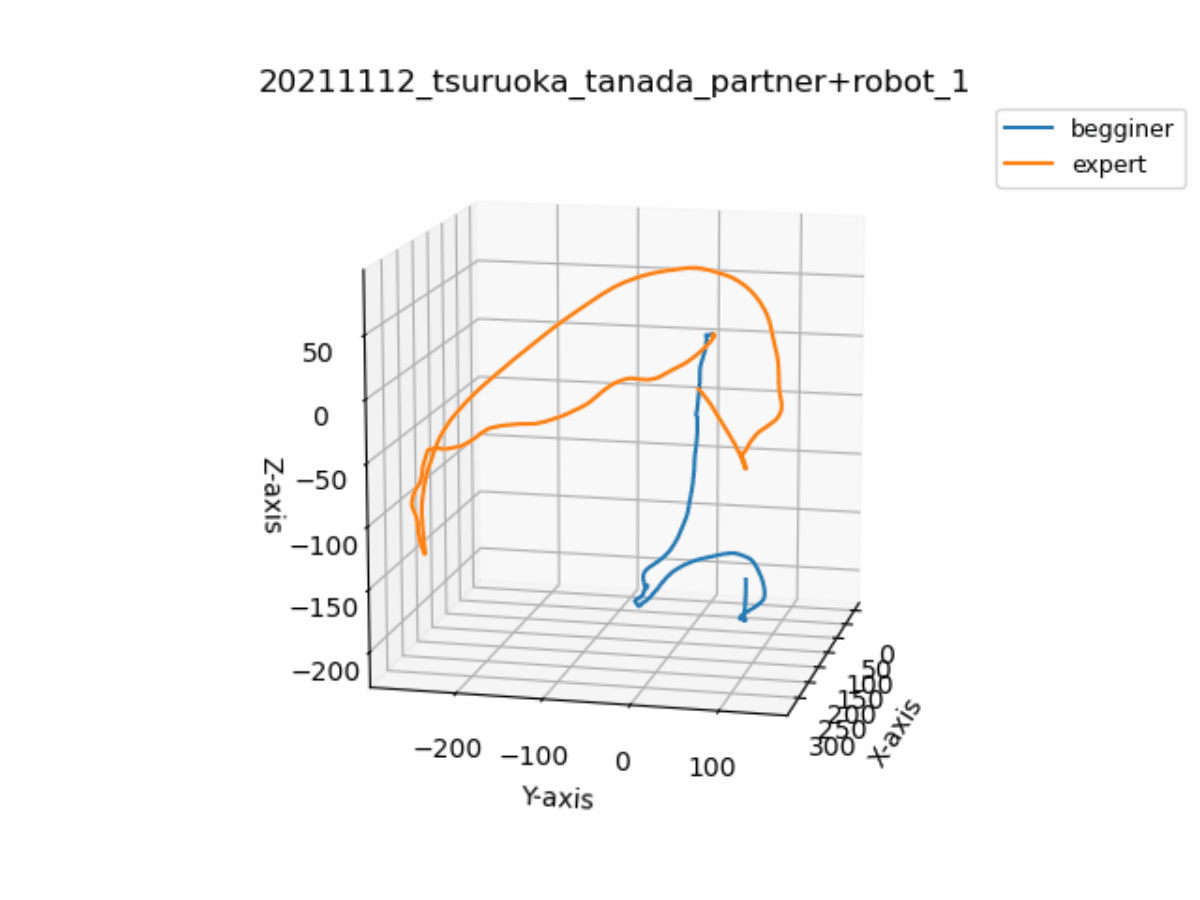 20211112_tsuruoka_tanada_partner+robot_1
begginer
expert
50
0
−50
−100
−150
−200
Z-axis
−200
−100
0
100
Y-axis
0
50
100
150
200
250
300
X-axis